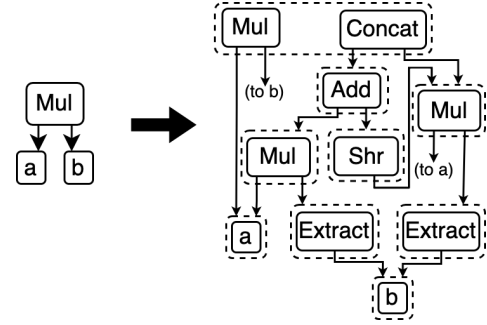 Mul
a b
Mul Concat
(to b)
Add
Mul
Mul Shr
(to a)
a
Extract Extract
b